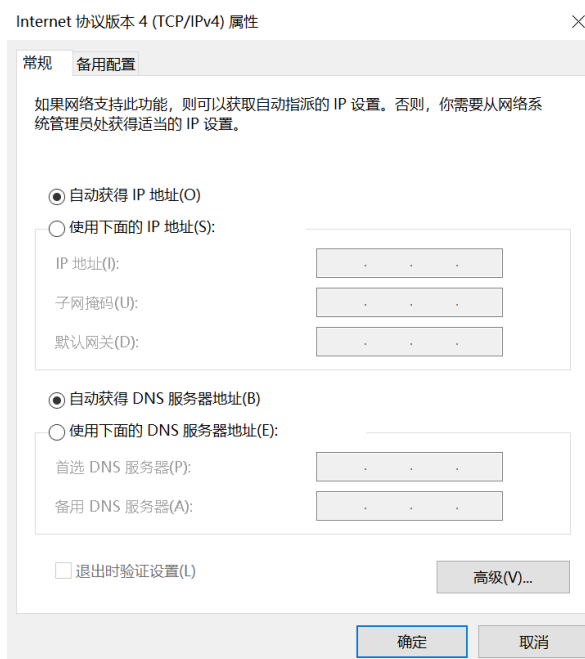 Internet 协议版本 4 (TCP/IPv4) 属性
常规 备用配置
如果网络支持此功能，则可以获取自动指派的 IP 设置。否则，你需要从网络系
统管理员处获得适当的 IP 设置。
自动获得 IP 地址(O)
使用下面的 IP 地址(S):
IP 地址(I):
子网掩码(U):
默认网关(D):
自动获得 DNS 服务器地址(B)
使用下面的 DNS 服务器地址(E):
首选 DNS 服务器(P):
备用 DNS 服务器(A):
退出时验证设置(L)
高级(V)...
确定 取消